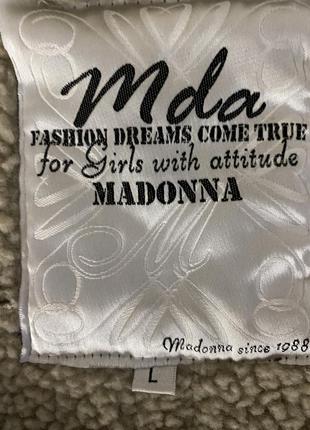 Mda
FASHION DREAMS COME TRUE
for Girls with attitude
MADONNA
M
Madonna since 1988
L